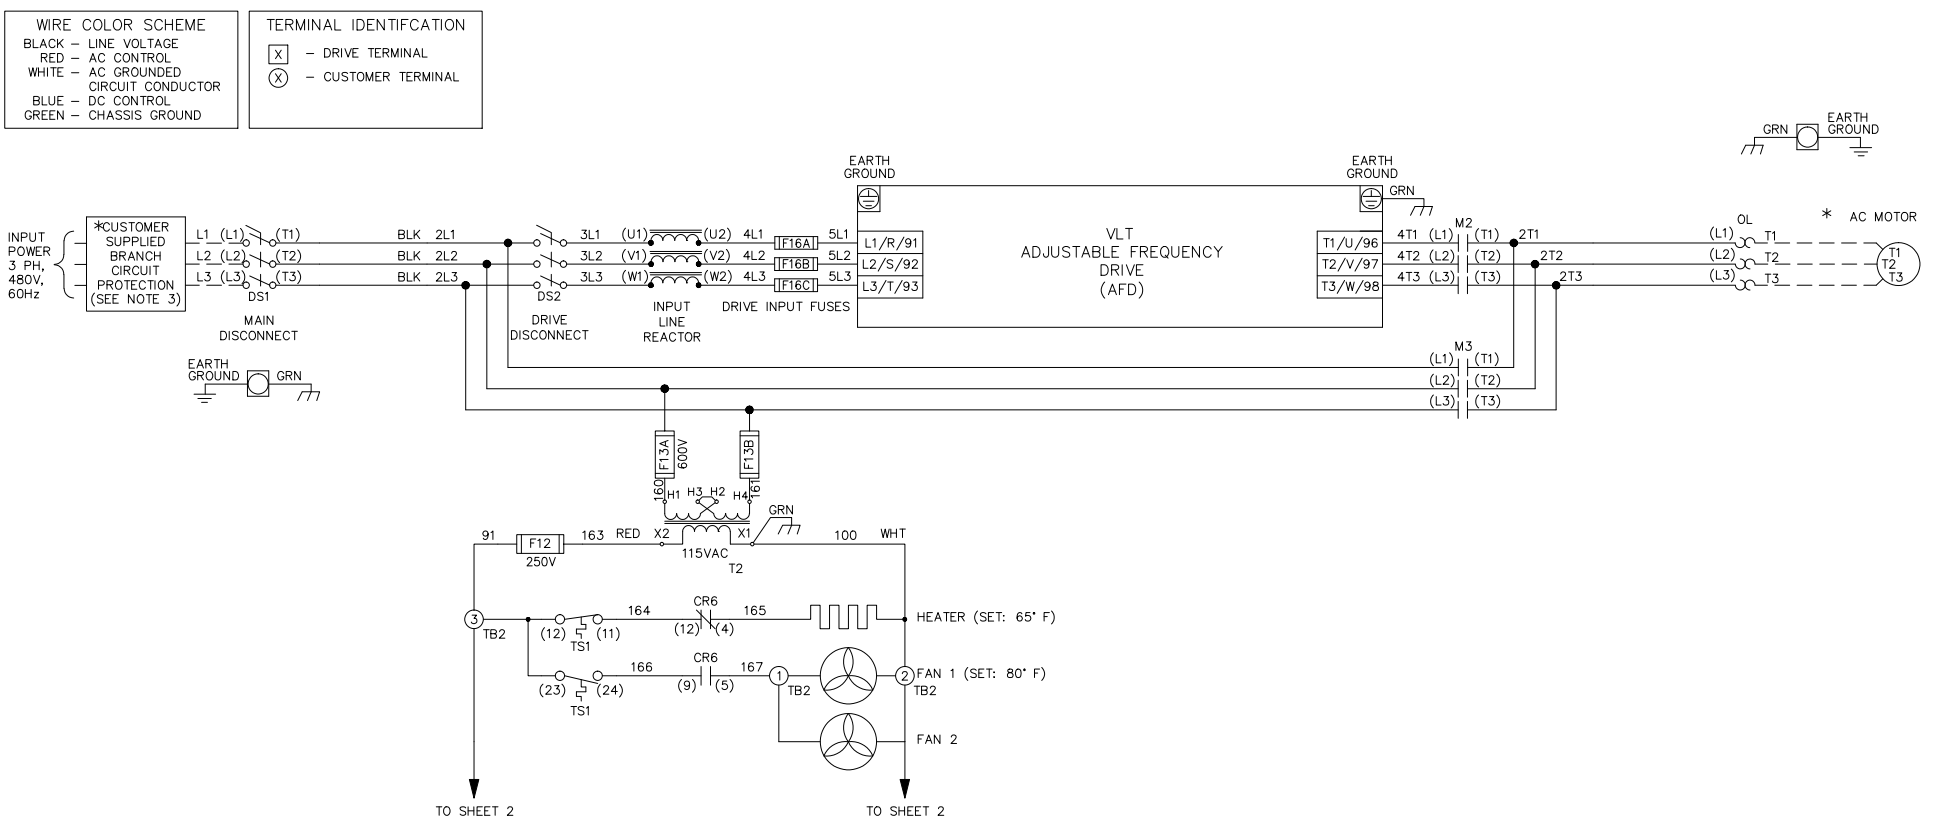 WIRE COLOR SCHEME
BLACK – LINE VOLTAGE
RED – AC CONTROL
WHITE – AC GROUNDED
CIRCUIT CONDUCTOR
BLUE – DC CONTROL
GREEN – CHASSIS GROUND
TERMINAL IDENTIFCATION
X – DRIVE TERMINAL
X – CUSTOMER TERMINAL
GRN
EARTH
GROUND
EARTH
GROUND
EARTH
GROUND
GRN
INPUT
POWER
3 PH,
480V,
60Hz
*CUSTOMER
SUPPLIED
BRANCH
CIRCUIT
PROTECTION
(SEE NOTE 3)
L1 (L1) (T1) BLK 2L1 3L1 (U1) (U2) 4L1 F16A 5L1 L1/R/91
L2 (L2) (T2) BLK 2L2 3L2 (V1) (V2) 4L2 F16B 5L2 L2/S/92
L3 (L3) (T3) BLK 2L3 3L3 (W1) (W2) 4L3 F16C 5L3 L3/T/93
DS1
MAIN
DISCONNECT
DS2
DRIVE
DISCONNECT
INPUT
LINE
REACTOR
DRIVE INPUT FUSES
VLT
ADJUSTABLE FREQUENCY
DRIVE
(AFD)
M2
OL
* AC MOTOR
T1/U/96 4T1 (L1) (T1) 2T1 (L1) T1
T2/V/97 4T2 (L2) (T2) 2T2 (L2) T2
T3/W/98 4T3 (L3) (T3) 2T3 (L3) T3
T1
T2
T3
M3
(L1) (T1)
(L2) (T2)
(L3) (T3)
EARTH
GROUND
GRN
F13A
600V
F13B
160
161
H1 H3 H2 H4
GRN
91 F12 163 RED X2 X1 100 WHT
250V
115VAC
T2
3
TB2
(12) (11)
TS1
164
CR6
(12) (4)
165
HEATER (SET: 65° F)
(23) (24)
TS1
166
CR6
(9) (5)
167
1
TB2
2
TB2
FAN 1 (SET: 80° F)
FAN 2
TO SHEET 2
TO SHEET 2